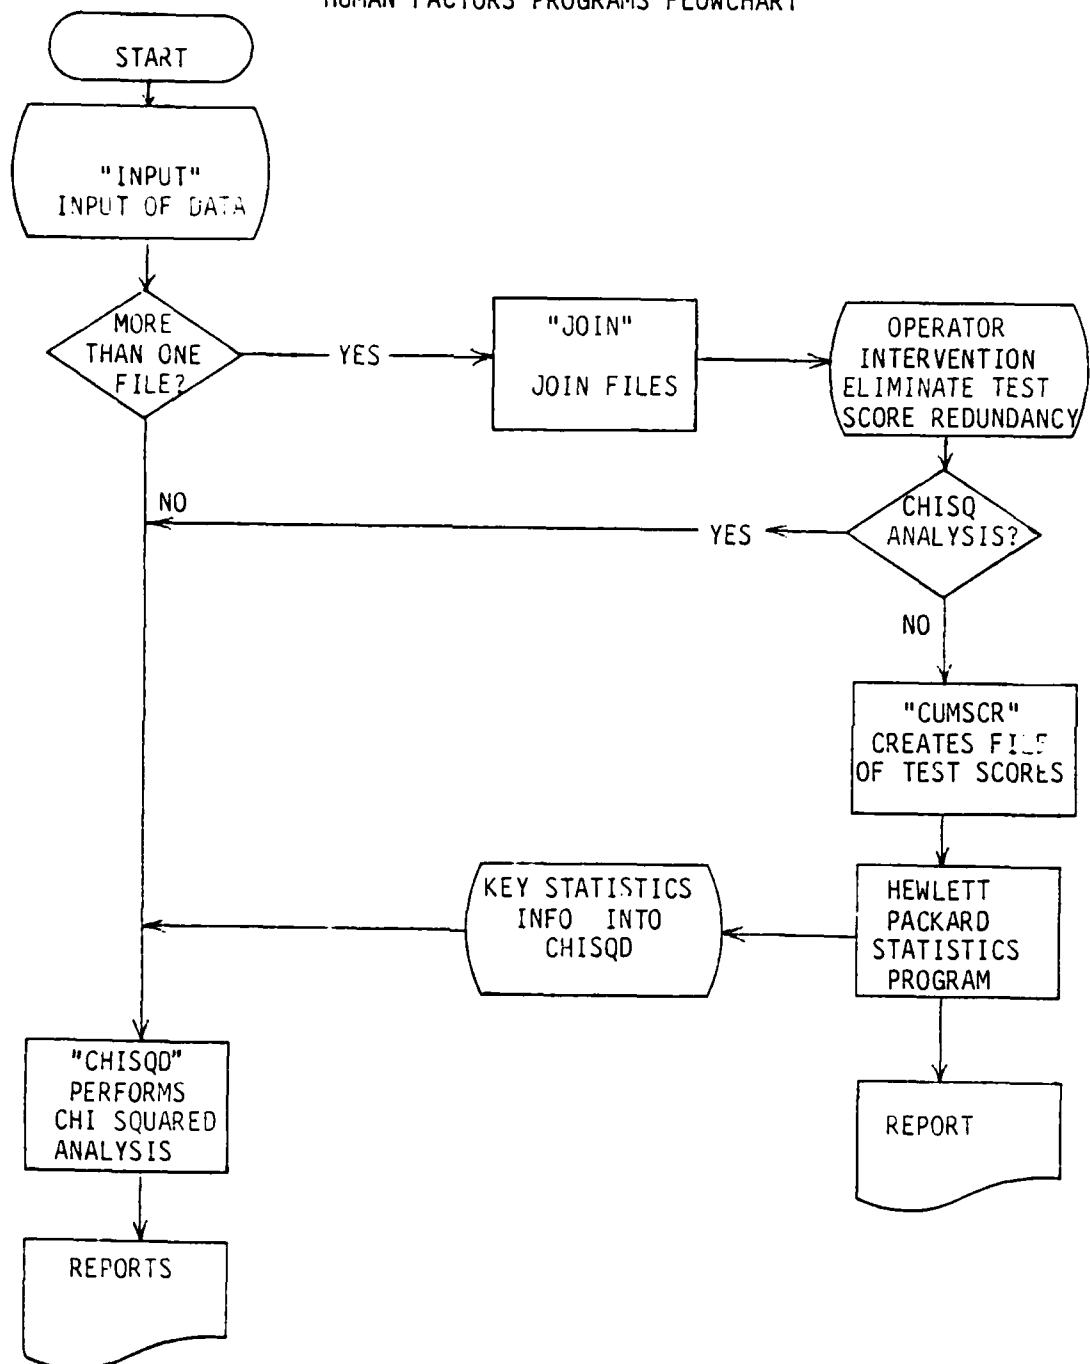 HUMAN FACTORS PROGRAMS FLOWCHART
START
"INPUT"
INPUT OF DATA
MORE
THAN ONE
FILE?
YES
"JOIN"
JOIN FILES
OPERATOR
INTERVENTION
ELIMINATE TEST
SCORE REDUNDANCY
NO
YES
CHISQ
ANALYSIS?
NO
"CUMSCR"
CREATES FILE
OF TEST SCORES
KEY STATISTICS
INFO INTO
CHISQD
HEWLETT
PACKARD
STATISTICS
PROGRAM
"CHISQD"
PERFORMS
CHI SQUARED
ANALYSIS
REPORT
REPORTS